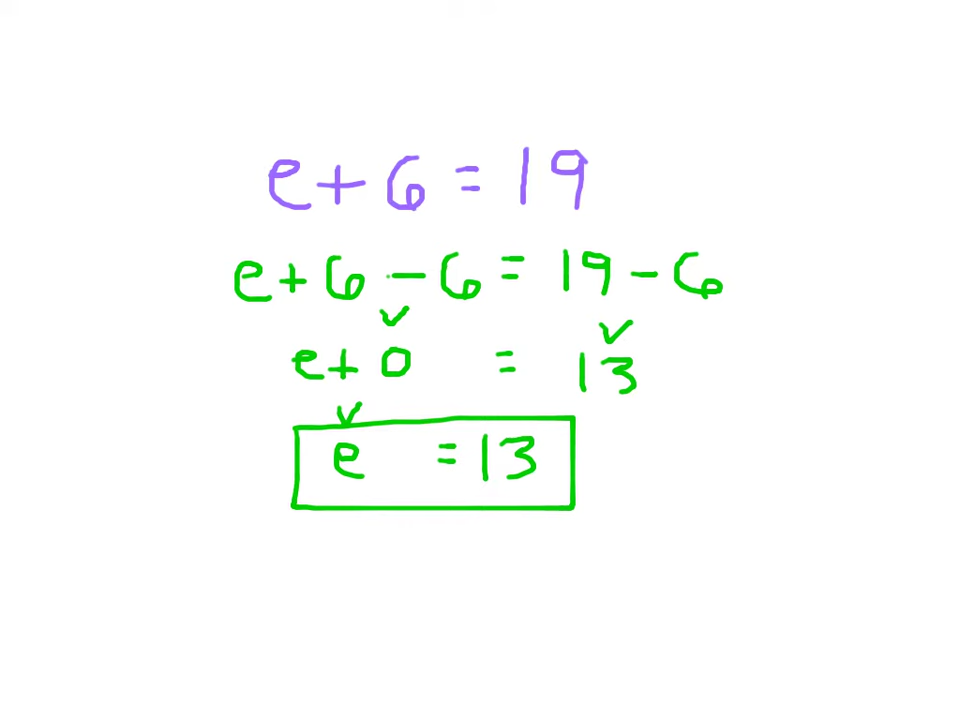 e + 6 = 19
e + 6 - 6 = 19 - 6
e + 0 = 13
e = 13